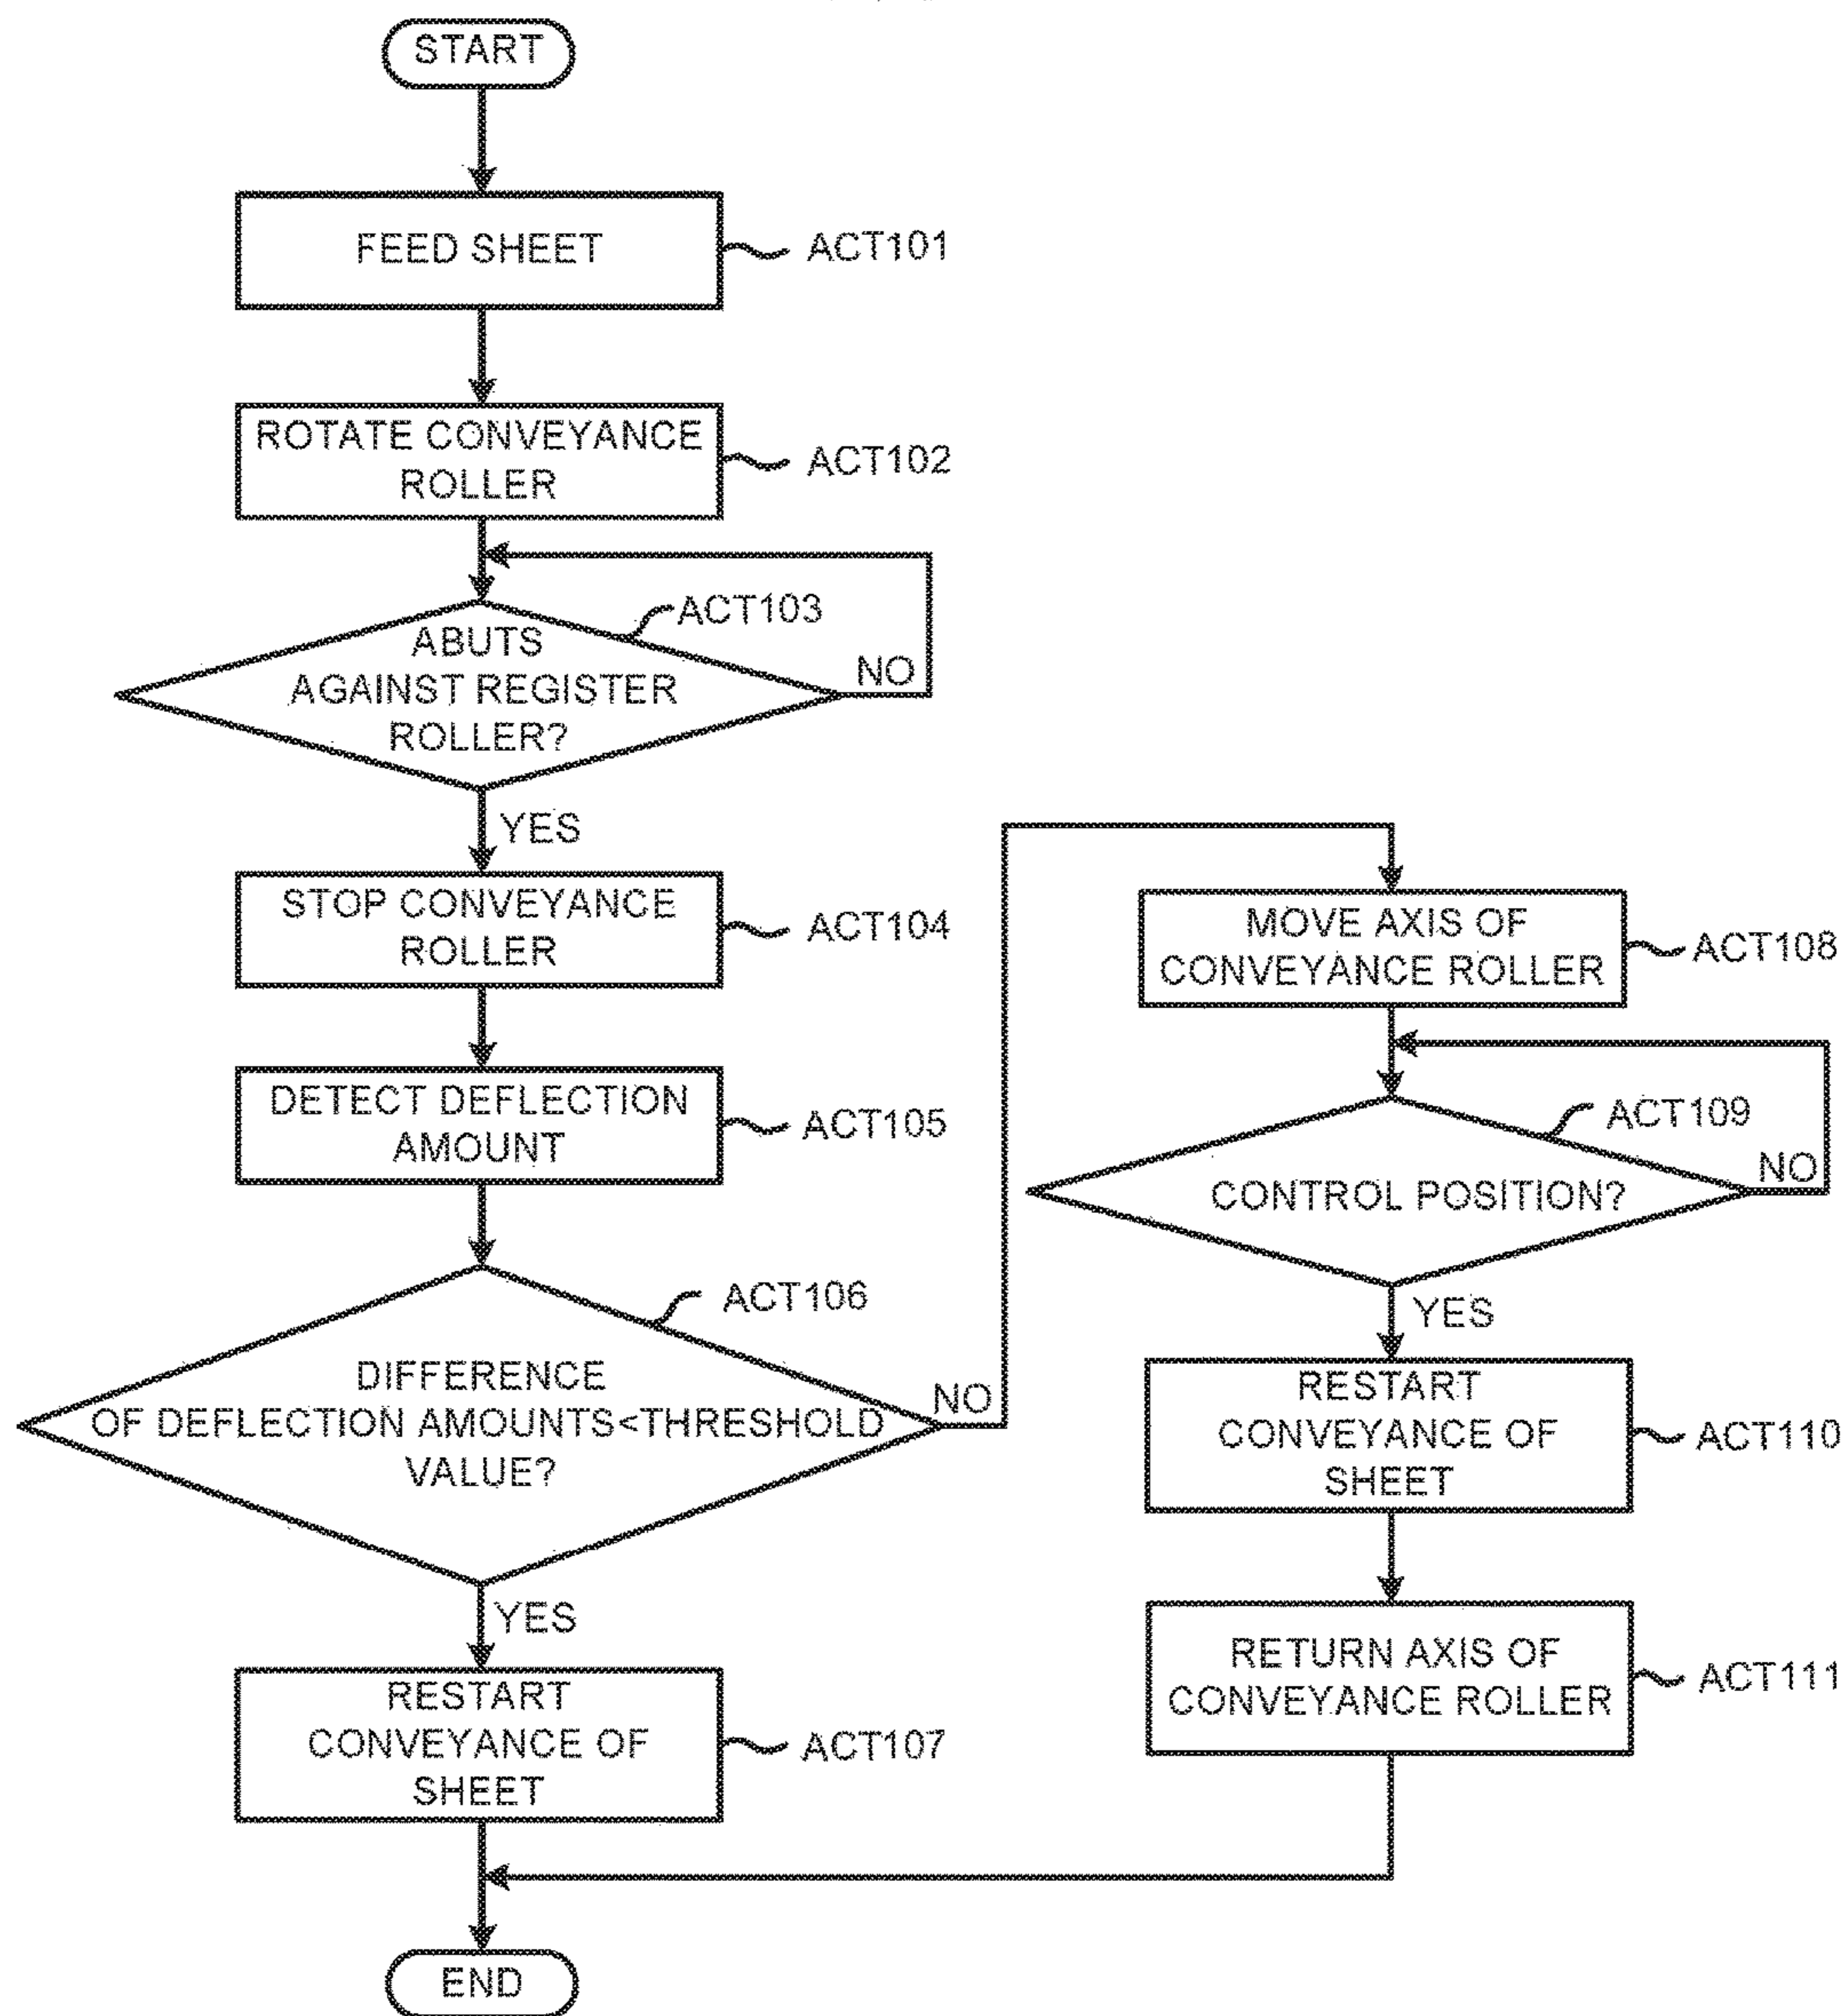 START
FEED SHEET
ACT101
ROTATE CONVEYANCE
ROLLER
ACT102
ACT103
ABUTS
AGAINST REGISTER
ROLLER?
NO
YES
STOP CONVEYANCE
ROLLER
ACT104
DETECT DEFLECTION
AMOUNT
ACT105
ACT106
DIFFERENCE
OF DEFLECTION AMOUNTS<THRESHOLD
VALUE?
NO
YES
RESTART
CONVEYANCE OF
SHEET
ACT107
MOVE AXIS OF
CONVEYANCE ROLLER
ACT108
ACT109
CONTROL POSITION?
NO
YES
RESTART
CONVEYANCE OF
SHEET
ACT110
RETURN AXIS OF
CONVEYANCE ROLLER
ACT111
END